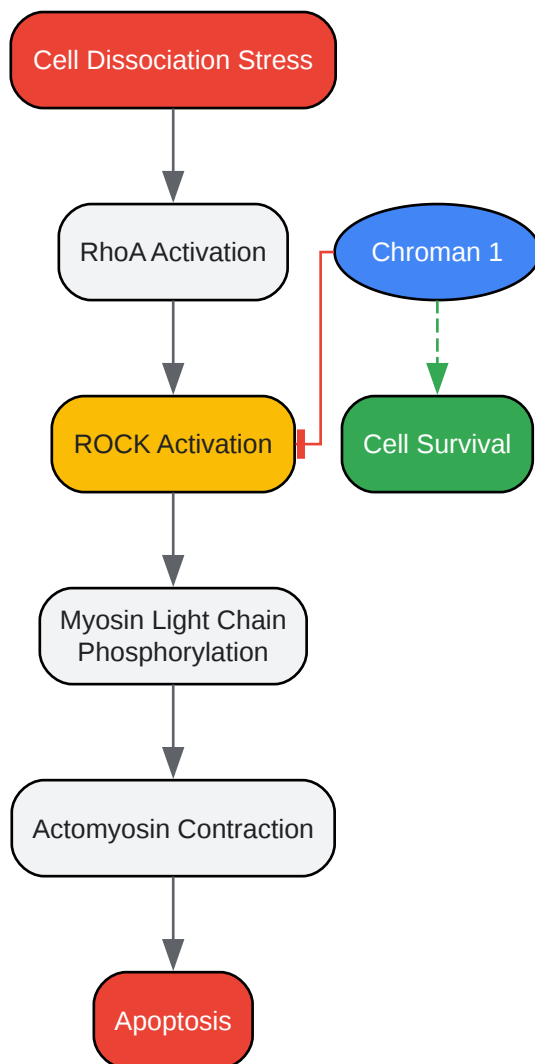 Cell Dissociation Stress
RhoA Activation
Chroman 1
ROCK Activation
Cell Survival
Myosin Light Chain
Phosphorylation
Actomyosin Contraction
Apoptosis